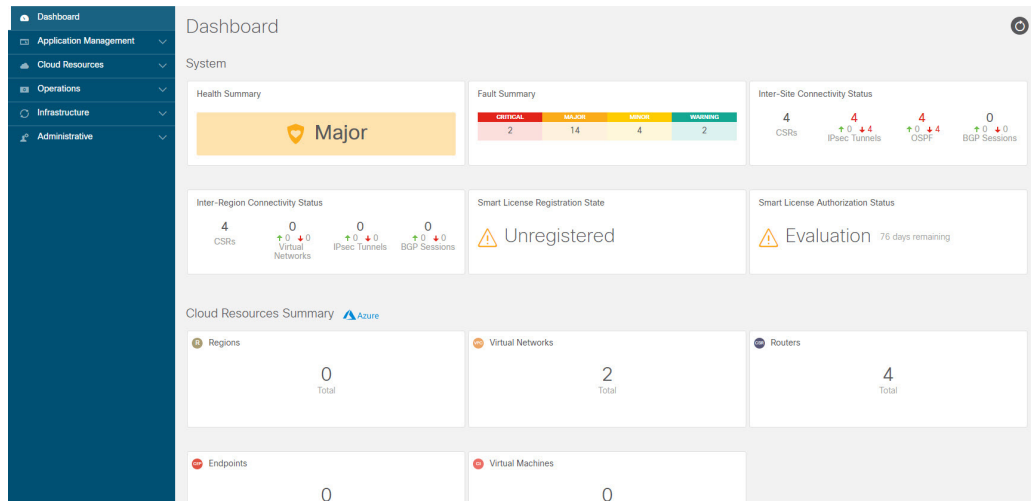 Dashboard
Application Management
Cloud Resources
Operations
Infrastructure
Administrative
Dashboard
System
Health Summary
Major
Fault Summary
CRITICAL MAJOR MINOR WARNING
2 14 4 2
Inter-Site Connectivity Status
4 4 4 0
CSRs ↑ 0 ↓ 4 ↑ 0 ↓ 4 ↑ 0 ↓ 0
IPsec Tunnels OSPF BGP Sessions
Inter-Region Connectivity Status
4 0 0 0
CSRs ↑ 0 ↓ 0 ↑ 0 ↓ 0 ↑ 0 ↓ 0
Virtual IPsec Tunnels BGP Sessions
Networks
Smart License Registration State
Unregistered
Smart License Authorization Status
Evaluation 76 days remaining
Cloud Resources Summary Azure
R Regions
0
Total
VPC Virtual Networks
2
Total
CSR Routers
4
Total
Endpoints
0
Virtual Machines
0